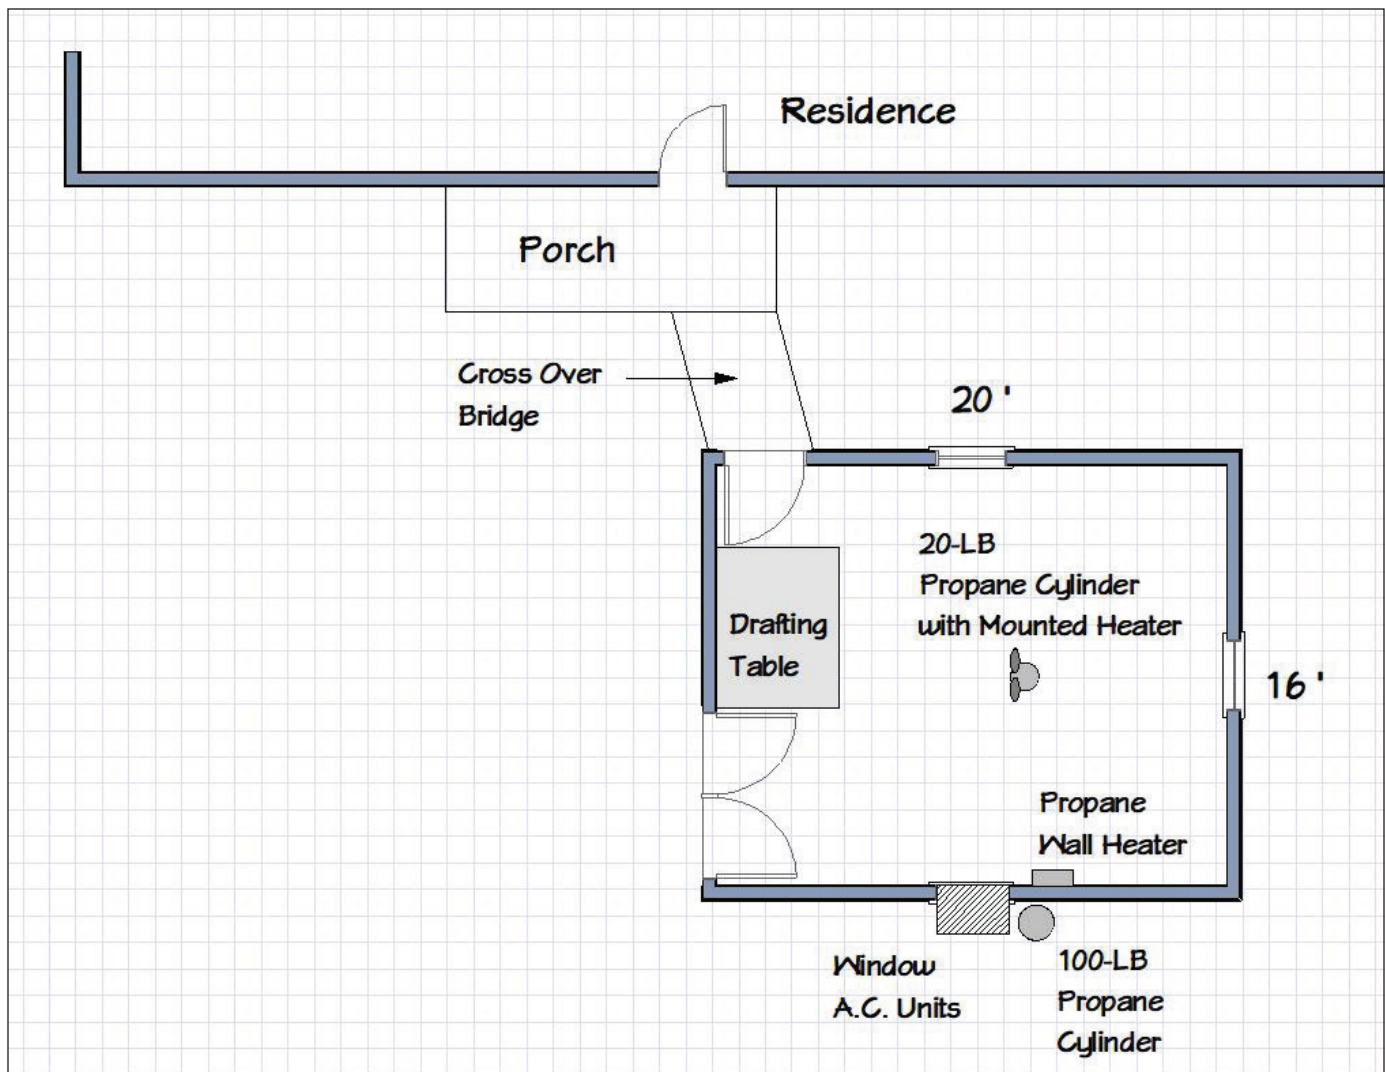 Residence
Porch
Cross Over
Bridge
20 '
20-LB
Propane Cylinder
with Mounted Heater
Drafting
Table
16 '
Propane
Wall Heater
Window
A.C. Units
100-LB
Propane
Cylinder